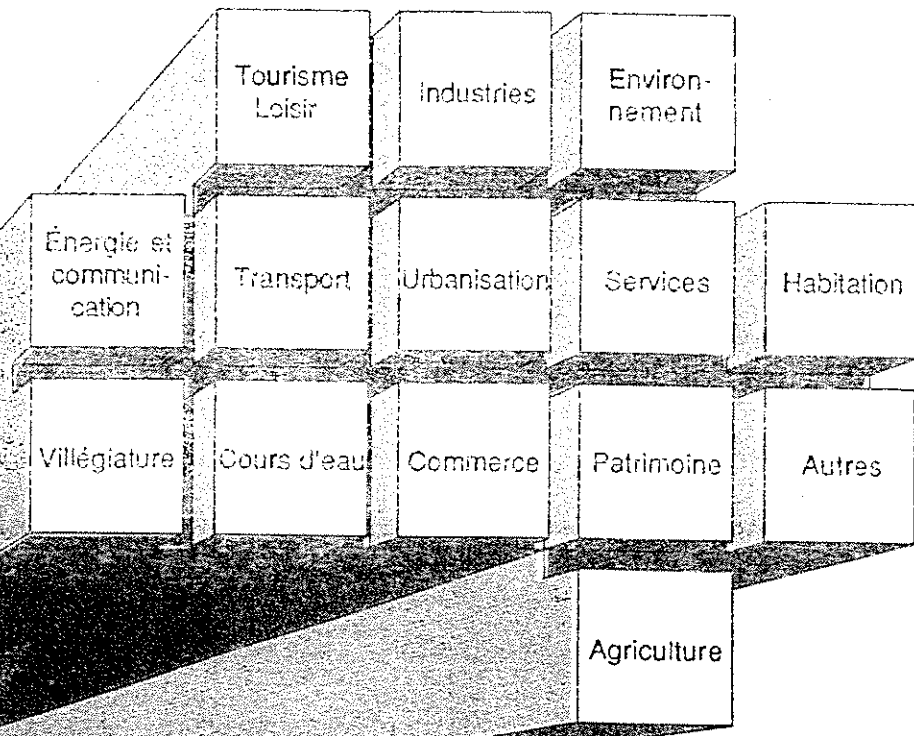 Tourisme
Loisir
Industries
Environ-
nement
Énergie et
communi-
cation
Transport
Urbanisation
Services
Habitation
Villégiature
Cours d'eau
Commerce
Patrimoine
Autres
Agriculture